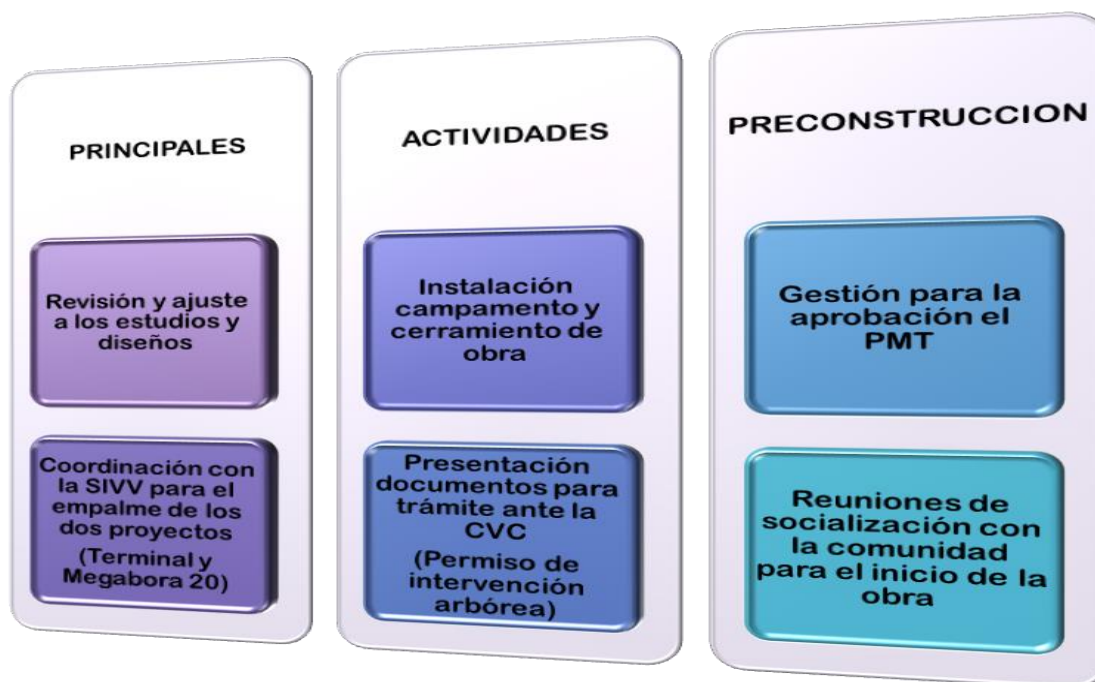 PRINCIPALES
Revisión y ajuste
a los estudios y
diseños
Coordinación con
la SIVV para el
empalme de los
dos proyectos
(Terminal y
Megabora 20)
ACTIVIDADES
Instalación
campamento y
cerramiento de
obra
Presentación
documentos para
trámite ante la
CVC
(Permiso de
intervención
arbórea)
PRECONSTRUCCION
Gestión para la
aprobación el
PMT
Reuniones de
socialización con
la comunidad
para el inicio de la
obra